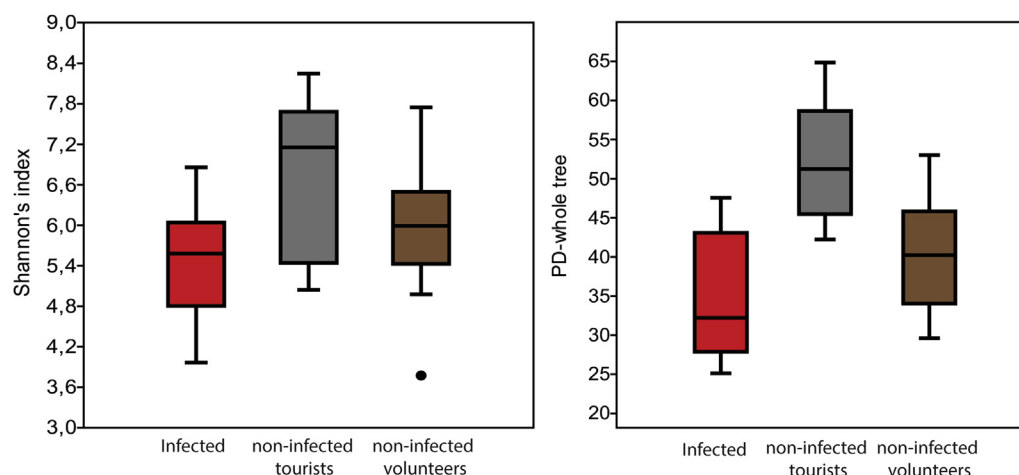 Shannon's index
9,0
8,4
7,8
7,2
6,6
6,0
5,4
4,8
4,2
3,6
3,0
Infected
non-infected
tourists
non-infected
volunteers
PD-whole tree
65
60
55
50
45
40
35
30
25
20
Infected
non-infected
tourists
non-infected
volunteers